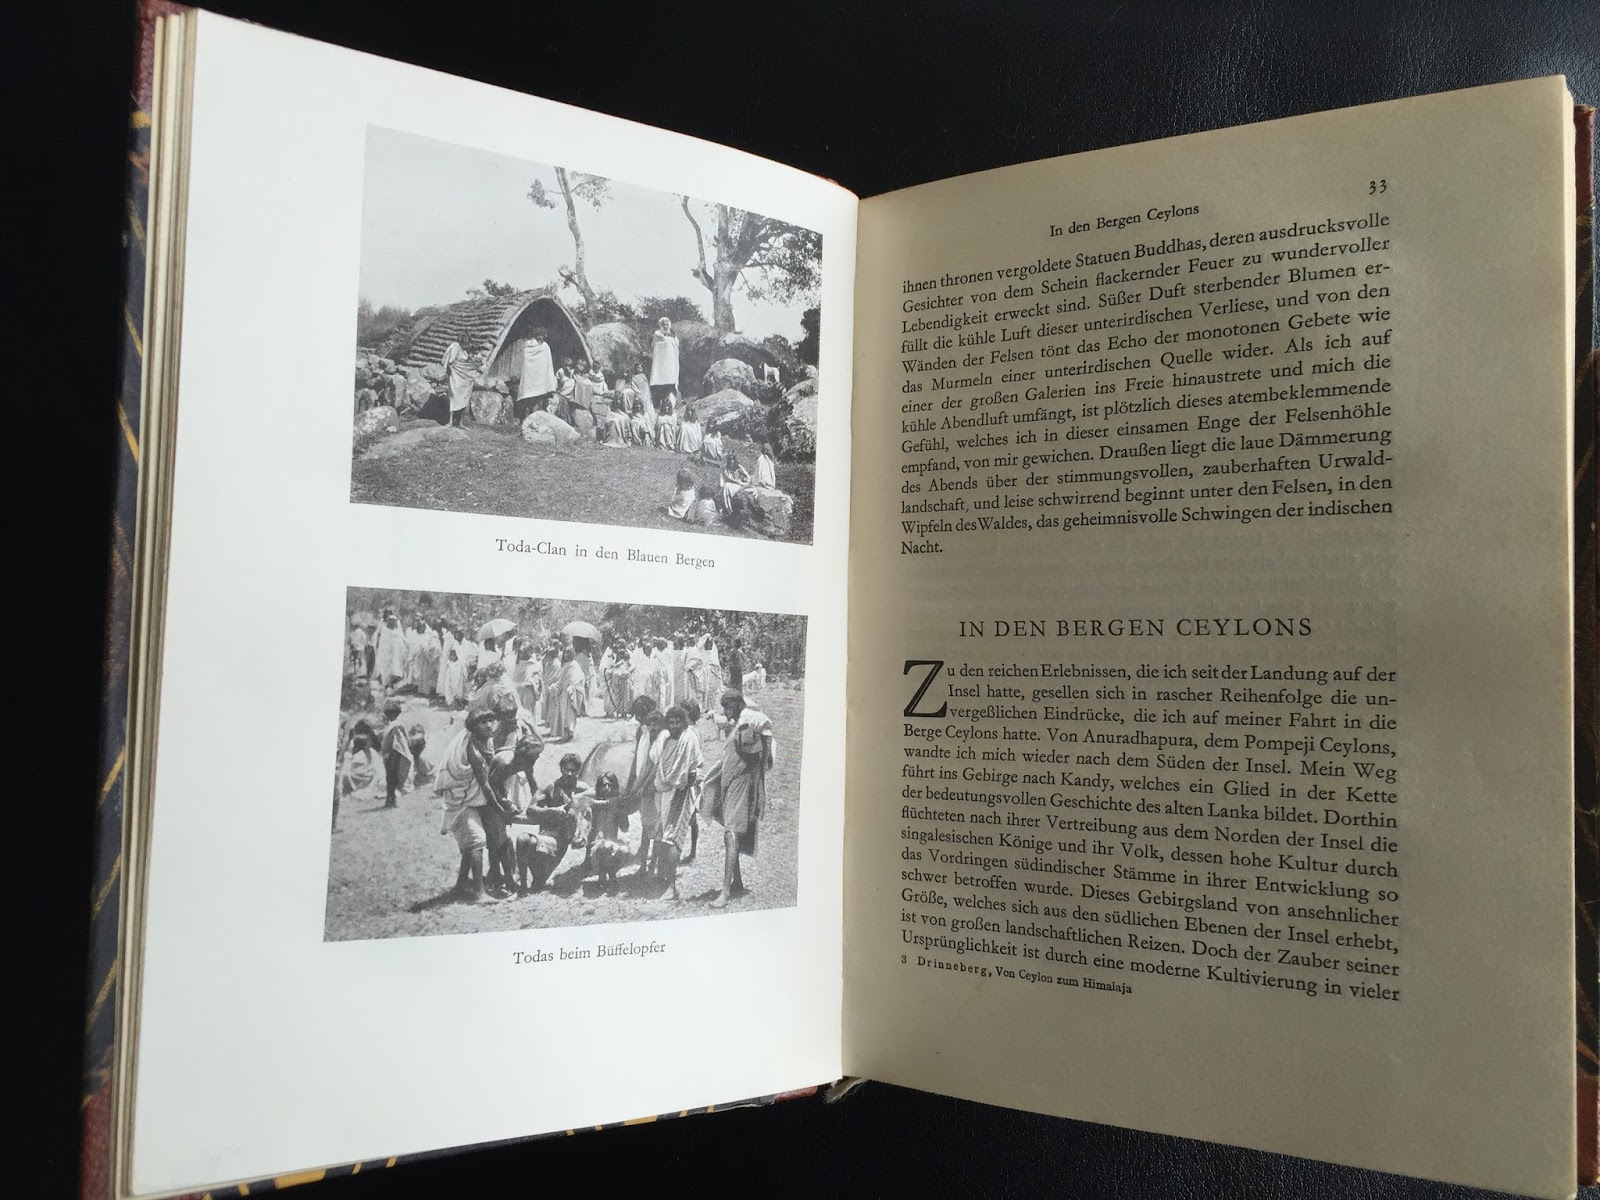 Toda-Clan in den Blauen Bergen
Todas beim Büffelopfer
In den Bergen Ceylons
33
ihnen thronen vergoldete Statuen Buddhas, deren ausdrucksvolle
Gesichter von dem Schein flackernder Feuer zu wundervoller
Lebendigkeit erweckt sind. Süßer Duft sterbender Blumen er-
füllt die kühle Luft dieser unterirdischen Verliese, und von den
Wänden der Felsen tönt das Echo der monotonen Gebete wie
das Murmeln einer unterirdischen Quelle wider. Als ich auf
einer der großen Galerien ins Freie hinaustrete und mich die
kühle Abendluft umfängt, ist plötzlich dieses atembeklemmende
Gefühl, welches ich in dieser einsamen Enge der Felsenhöhle
empfand, von mir gewichen. Draußen liegt die laue Dämmerung
des Abends über der stimmungsvollen, zauberhaften Urwald-
landschaft, und leise schwirrend beginnt unter den Felsen, in den
Wipfeln des Waldes, das geheimnisvolle Schwingen der indischen
Nacht.
IN DEN BERGEN CEYLONS
Zu den reichen Erlebnissen, die ich seit der Landung auf der
Insel hatte, gesellen sich in rascher Reihenfolge die un-
vergeßlichen Eindrücke, die ich auf meiner Fahrt in die
Berge Ceylons hatte. Von Anuradhapura, dem Pompeji Ceylons,
wandte ich mich wieder nach dem Süden der Insel. Mein Weg
führt ins Gebirge nach Kandy, welches ein Glied in der Kette
der bedeutungsvollen Geschichte des alten Lanka bildet. Dorthin
flüchteten nach ihrer Vertreibung aus dem Norden der Insel die
singalesischen Könige und ihr Volk, dessen hohe Kultur durch
das Vordringen südindischer Stämme in ihrer Entwicklung so
schwer betroffen wurde. Dieses Gebirgsland von ansehnlicher
Größe, welches sich aus den südlichen Ebenen der Insel erhebt,
ist von großen landschaftlichen Reizen. Doch der Zauber seiner
Ursprünglichkeit ist durch eine moderne Kultivierung in vieler
3 Drinneberg, Von Ceylon zum Himalaja